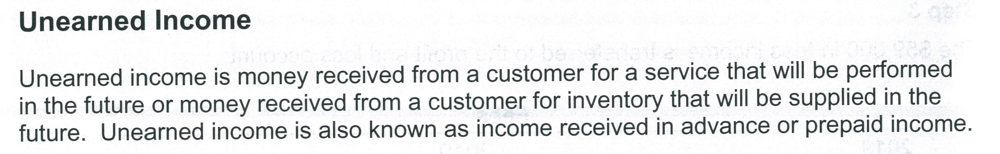 Unearned Income
Unearned income is money received from a customer for a service that will be performed
in the future or money received from a customer for inventory that will be supplied in the
future.  Unearned income is also known as income received in advance or prepaid income.